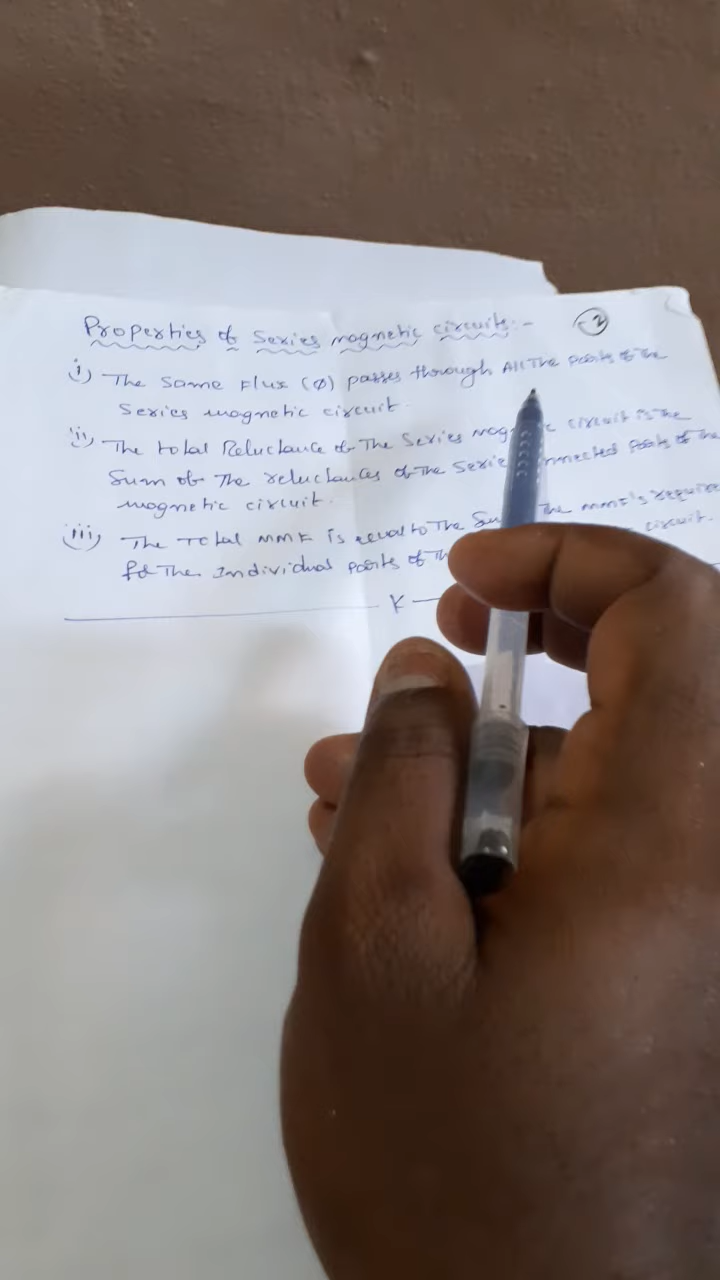 Properties of Series magnetic circuits:- 2
i) The Same Flux (Ø) passes through All The parts of The
Series magnetic circuit.
ii) The total Reluctance of The Series mag c circuit is the
Sum of The reluctances of The Serie nnected parts of the
magnetic circuit.
iii) The Total MMF is equal to The Su The MMF's require
for The Individual parts of Th circuit.
x